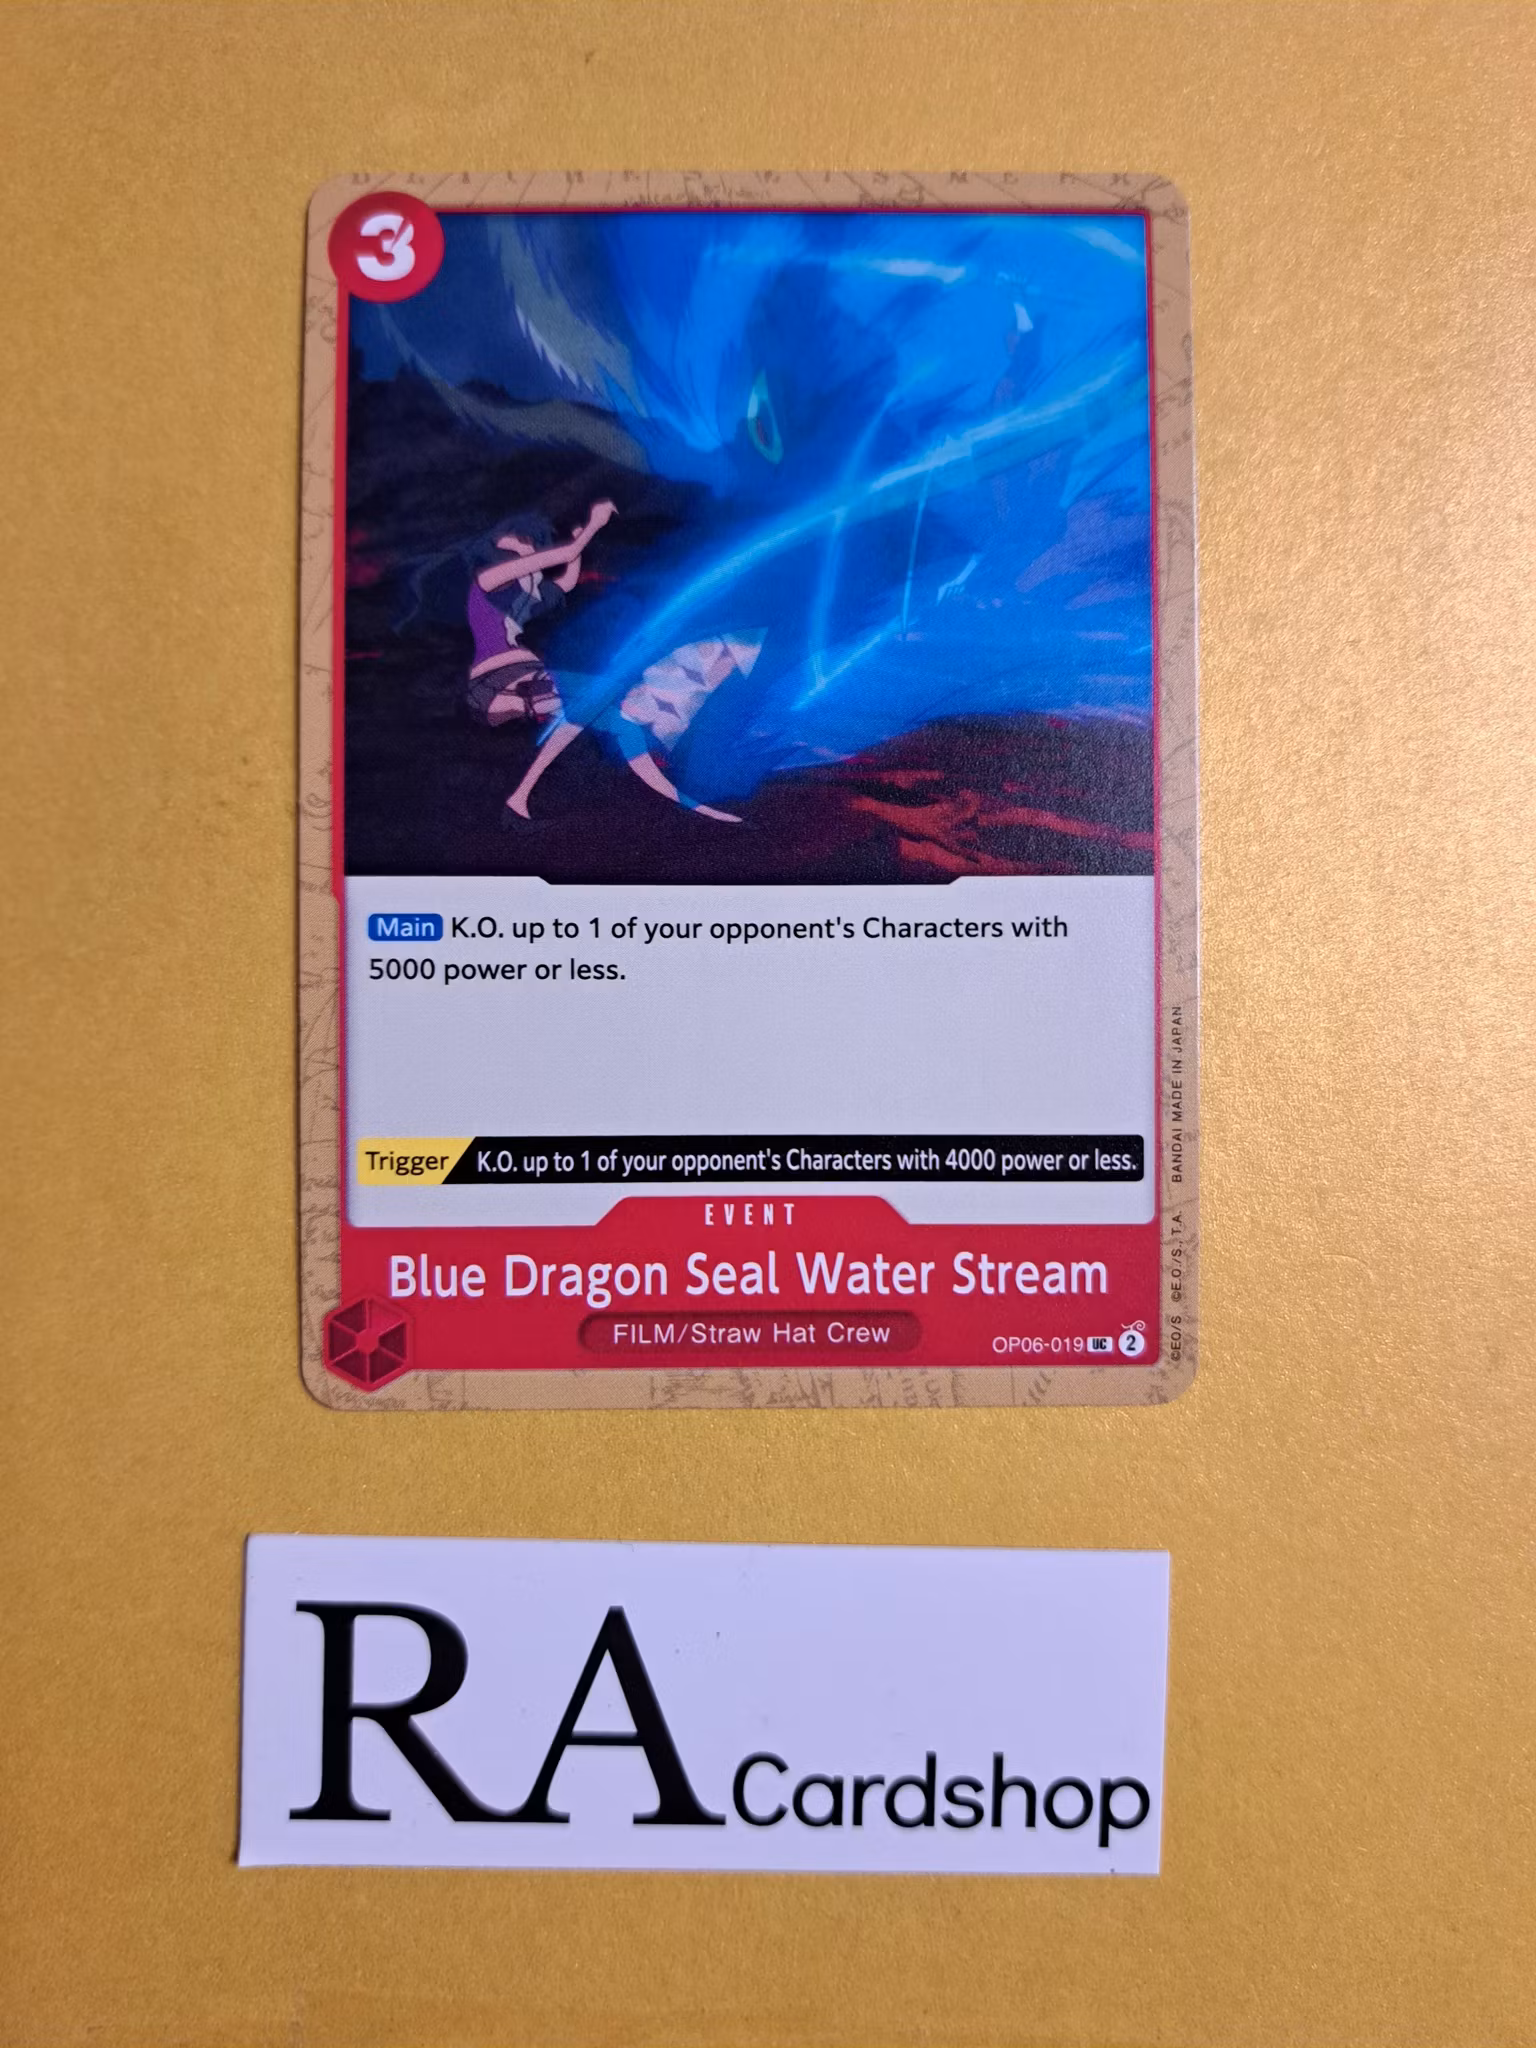 3
Main K.O. up to 1 of your opponent's Characters with
5000 power or less.
Trigger K.O. up to 1 of your opponent's Characters with 4000 power or less.
EVENT
Blue Dragon Seal Water Stream
FILM/Straw Hat Crew
OP06-019 UC 2
©E.O/S ©E.O./S., T.A. BANDAI MADE IN JAPAN
RA Cardshop